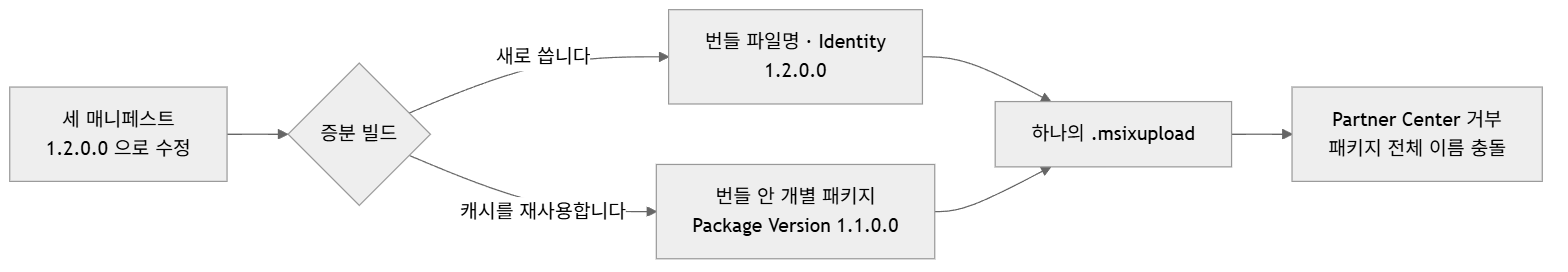 세 매니페스트
1.2.0.0 으로 수정
증분 빌드
새로 씁니다
번들 파일명 · Identity
1.2.0.0
캐시를 재사용합니다
번들 안 개별 패키지
Package Version 1.1.0.0
하나의 .msixupload
Partner Center 거부
패키지 전체 이름 충돌